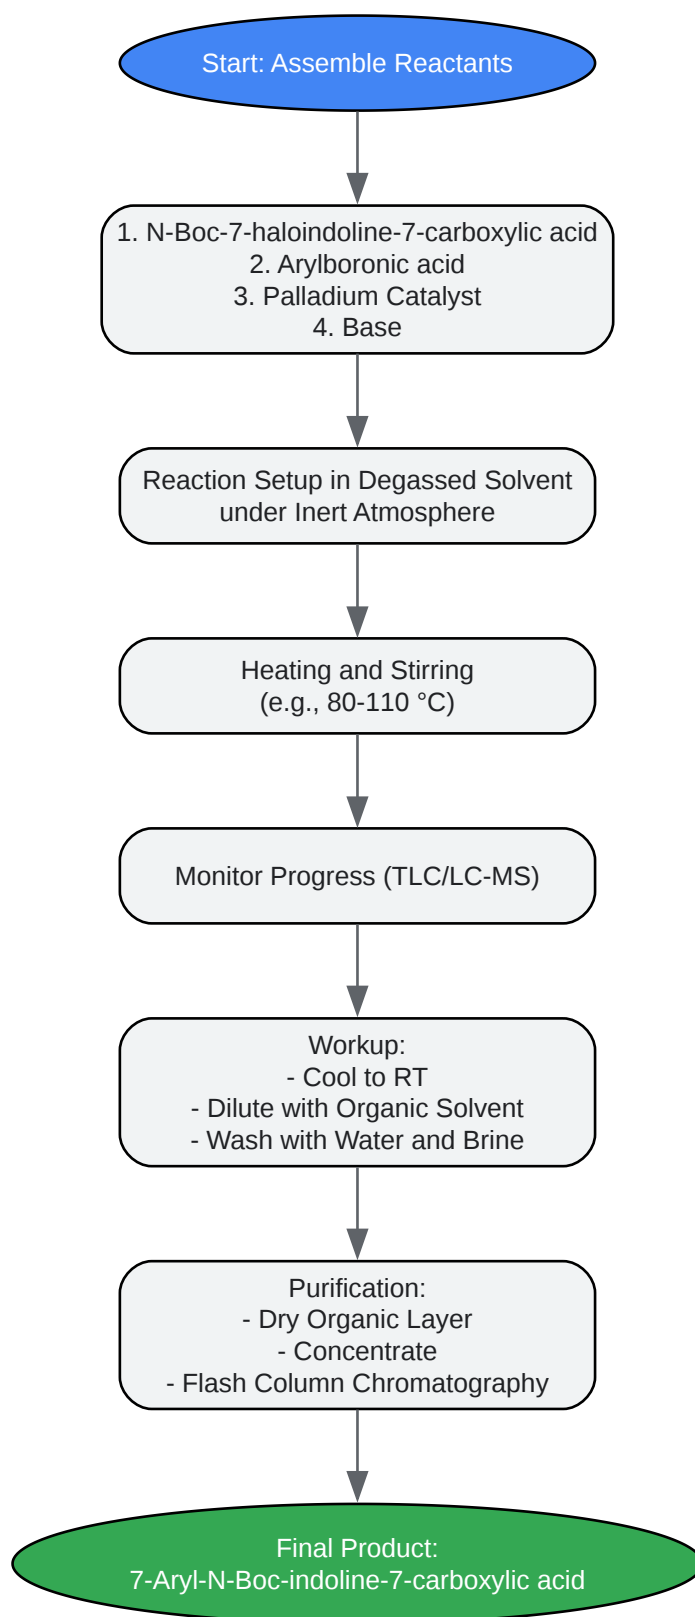 Start: Assemble Reactants
1. N-Boc-7-haloindoline-7-carboxylic acid
2. Arylboronic acid
3. Palladium Catalyst
4. Base
Reaction Setup in Degassed Solvent
under Inert Atmosphere
Heating and Stirring
(e.g., 80-110 °C)
Monitor Progress (TLC/LC-MS)
Workup:
- Cool to RT
- Dilute with Organic Solvent
- Wash with Water and Brine
Purification:
- Dry Organic Layer
- Concentrate
- Flash Column Chromatography
Final Product:
7-Aryl-N-Boc-indoline-7-carboxylic acid